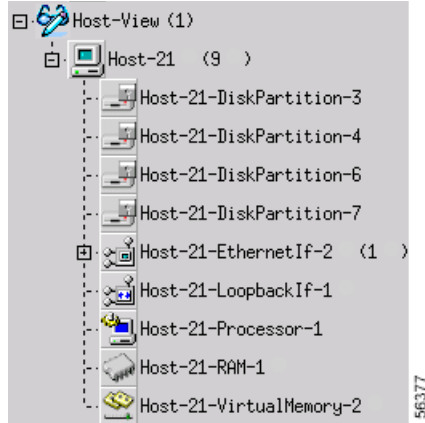 Host-View (1)
Host-21 (9 )
Host-21-DiskPartition-3
Host-21-DiskPartition-4
Host-21-DiskPartition-6
Host-21-DiskPartition-7
Host-21-EthernetIf-2 (1 )
Host-21-LoopbackIf-1
Host-21-Processor-1
Host-21-RAM-1
Host-21-VirtualMemory-2
56377